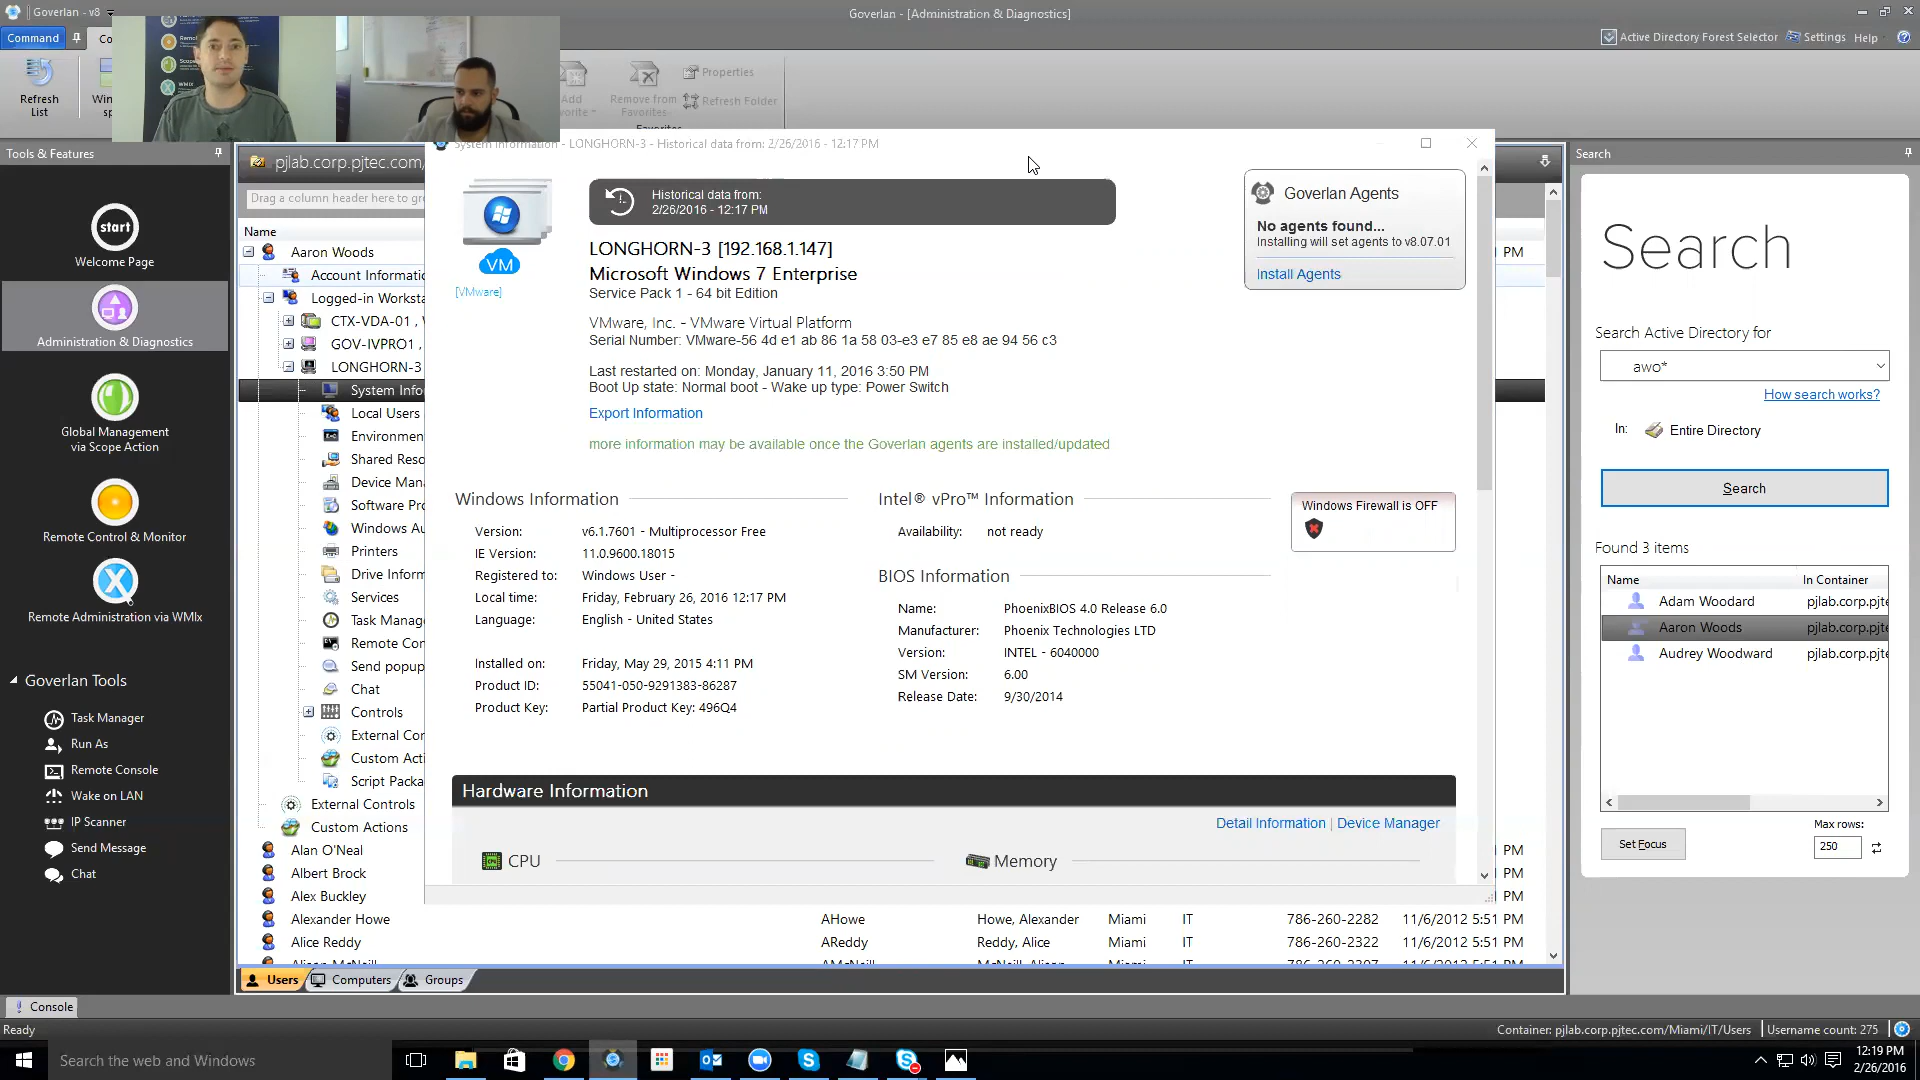 Goverlan - v8
Goverlan - [Administration & Diagnostics]
Command
Co
Active Directory Forest Selector
Settings
Help
Refresh
List
Win
sp
Add
Remove from
Favorites
Properties
Refresh Folder
Tools & Features
start
Welcome Page
Administration & Diagnostics
Global Management
via Scope Action
Remote Control & Monitor
Remote Administration via WMIx
Goverlan Tools
Task Manager
Run As
Remote Console
Wake on LAN
IP Scanner
Send Message
Chat
pjlab.corp.pjtec.com/
Drag a column header here to gr
Name
Aaron Woods
Account Informati
Logged-in Worksta
CTX-VDA-01 ,
GOV-IVPRO1 ,
LONGHORN-3
System Info
Local Users
Environmen
Shared Reso
Device Mana
Software Pro
Windows Au
Printers
Drive Inform
Services
Task Manag
Remote Con
Send popup
Chat
Controls
External Cor
Custom Acti
Script Packa
External Controls
Custom Actions
Alan O'Neal
Albert Brock
Alex Buckley
Alexander Howe AHowe Howe, Alexander Miami IT 786-260-2282 11/6/2012 5:51 PM
Alice Reddy AReddy Reddy, Alice Miami IT 786-260-2322 11/6/2012 5:51 PM
Users
Computers
Groups
System Information - LONGHORN-3 - Historical data from: 2/26/2016 - 12:17 PM
Historical data from:
2/26/2016 - 12:17 PM
VM
[VMware]
LONGHORN-3 [192.168.1.147]
Microsoft Windows 7 Enterprise
Service Pack 1 - 64 bit Edition
VMware, Inc. - VMware Virtual Platform
Serial Number: VMware-56 4d e1 ab 86 1a 58 03-e3 e7 85 e8 ae 94 56 c3
Last restarted on: Monday, January 11, 2016 3:50 PM
Boot Up state: Normal boot - Wake up type: Power Switch
Export Information
more information may be available once the Goverlan agents are installed/updated
Goverlan Agents
No agents found...
Installing will set agents to v8.07.01
Install Agents
Windows Information
Version: v6.1.7601 - Multiprocessor Free
IE Version: 11.0.9600.18015
Registered to: Windows User -
Local time: Friday, February 26, 2016 12:17 PM
Language: English - United States
Installed on: Friday, May 29, 2015 4:11 PM
Product ID: 55041-050-9291383-86287
Product Key: Partial Product Key: 496Q4
Intel® vPro™ Information
Availability: not ready
BIOS Information
Name: PhoenixBIOS 4.0 Release 6.0
Manufacturer: Phoenix Technologies LTD
Version: INTEL - 6040000
SM Version: 6.00
Release Date: 9/30/2014
Windows Firewall is OFF
Hardware Information
Detail Information | Device Manager
CPU
Memory
PM
PM
PM
PM
Search
Search
Search Active Directory for
awo*
How search works?
In: Entire Directory
Search
Found 3 items
Name In Container
Adam Woodard pjlab.corp.pjte
Aaron Woods pjlab.corp.pjte
Audrey Woodward pjlab.corp.pjte
Set Focus
Max rows:
250
Console
Ready
Container: pjlab.corp.pjtec.com/Miami/IT/Users
Username count: 275
Search the web and Windows
12:19 PM
2/26/2016